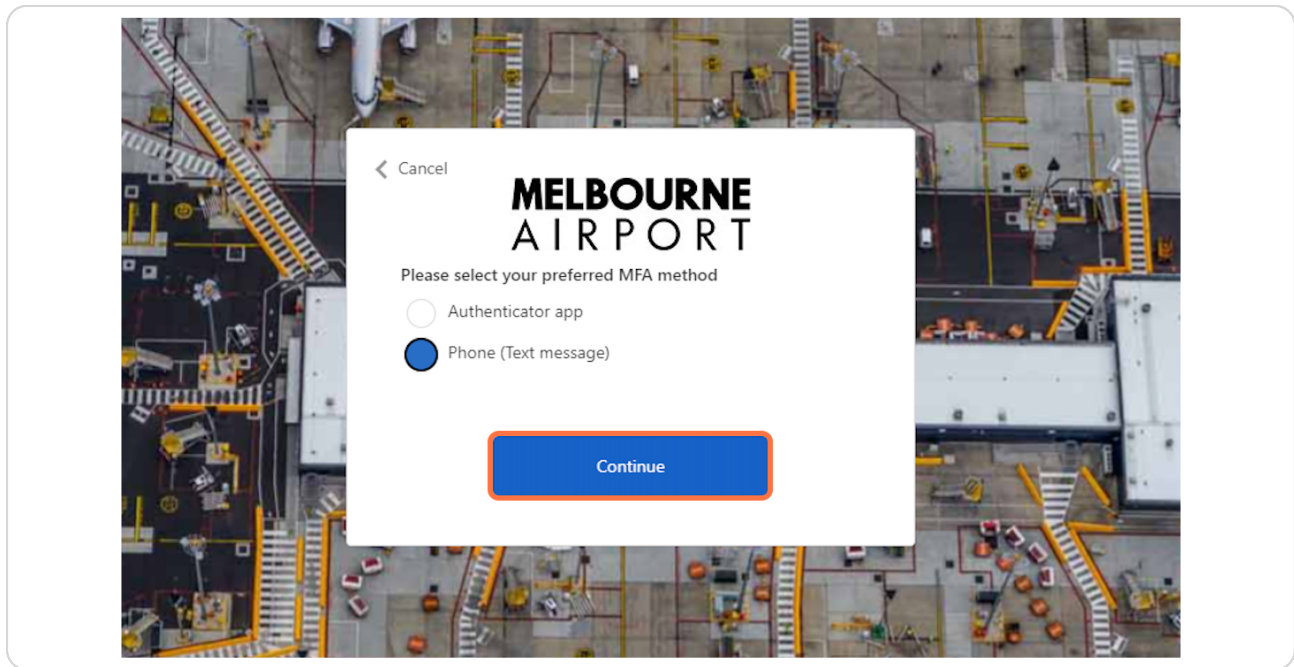 Cancel
MELBOURNE
AIRPORT
Please select your preferred MFA method
Authenticator app
Phone (Text message)
Continue